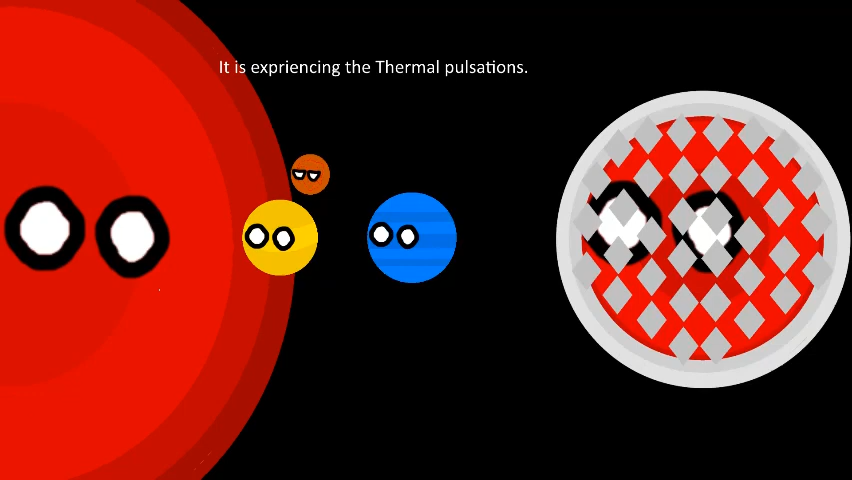 It is expriencing the Thermal pulsations.